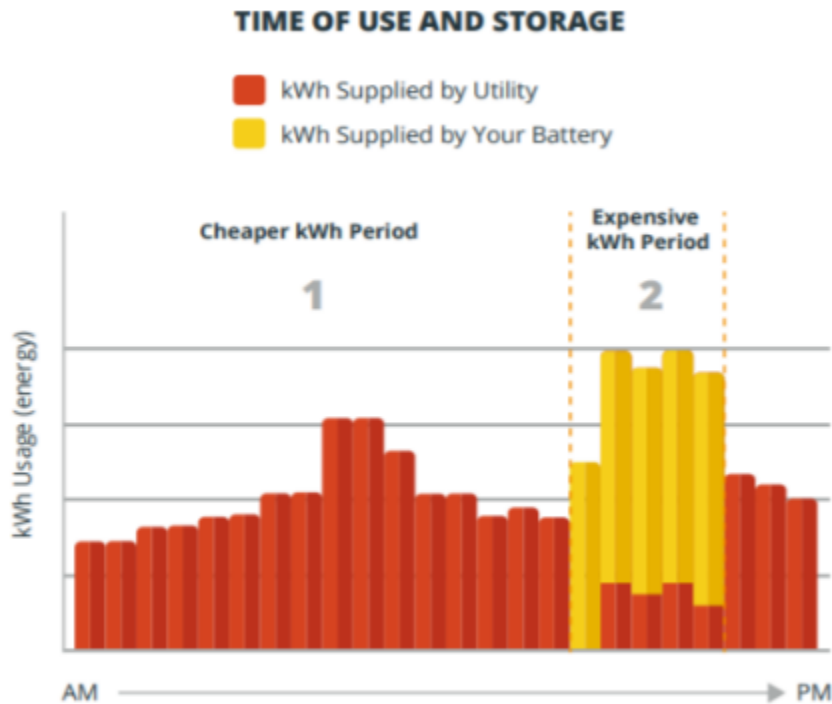 TIME OF USE AND STORAGE
kWh Supplied by Utility
kWh Supplied by Your Battery
Cheaper kWh Period
1
Expensive
kWh Period
2
kWh Usage (energy)
AM
PM